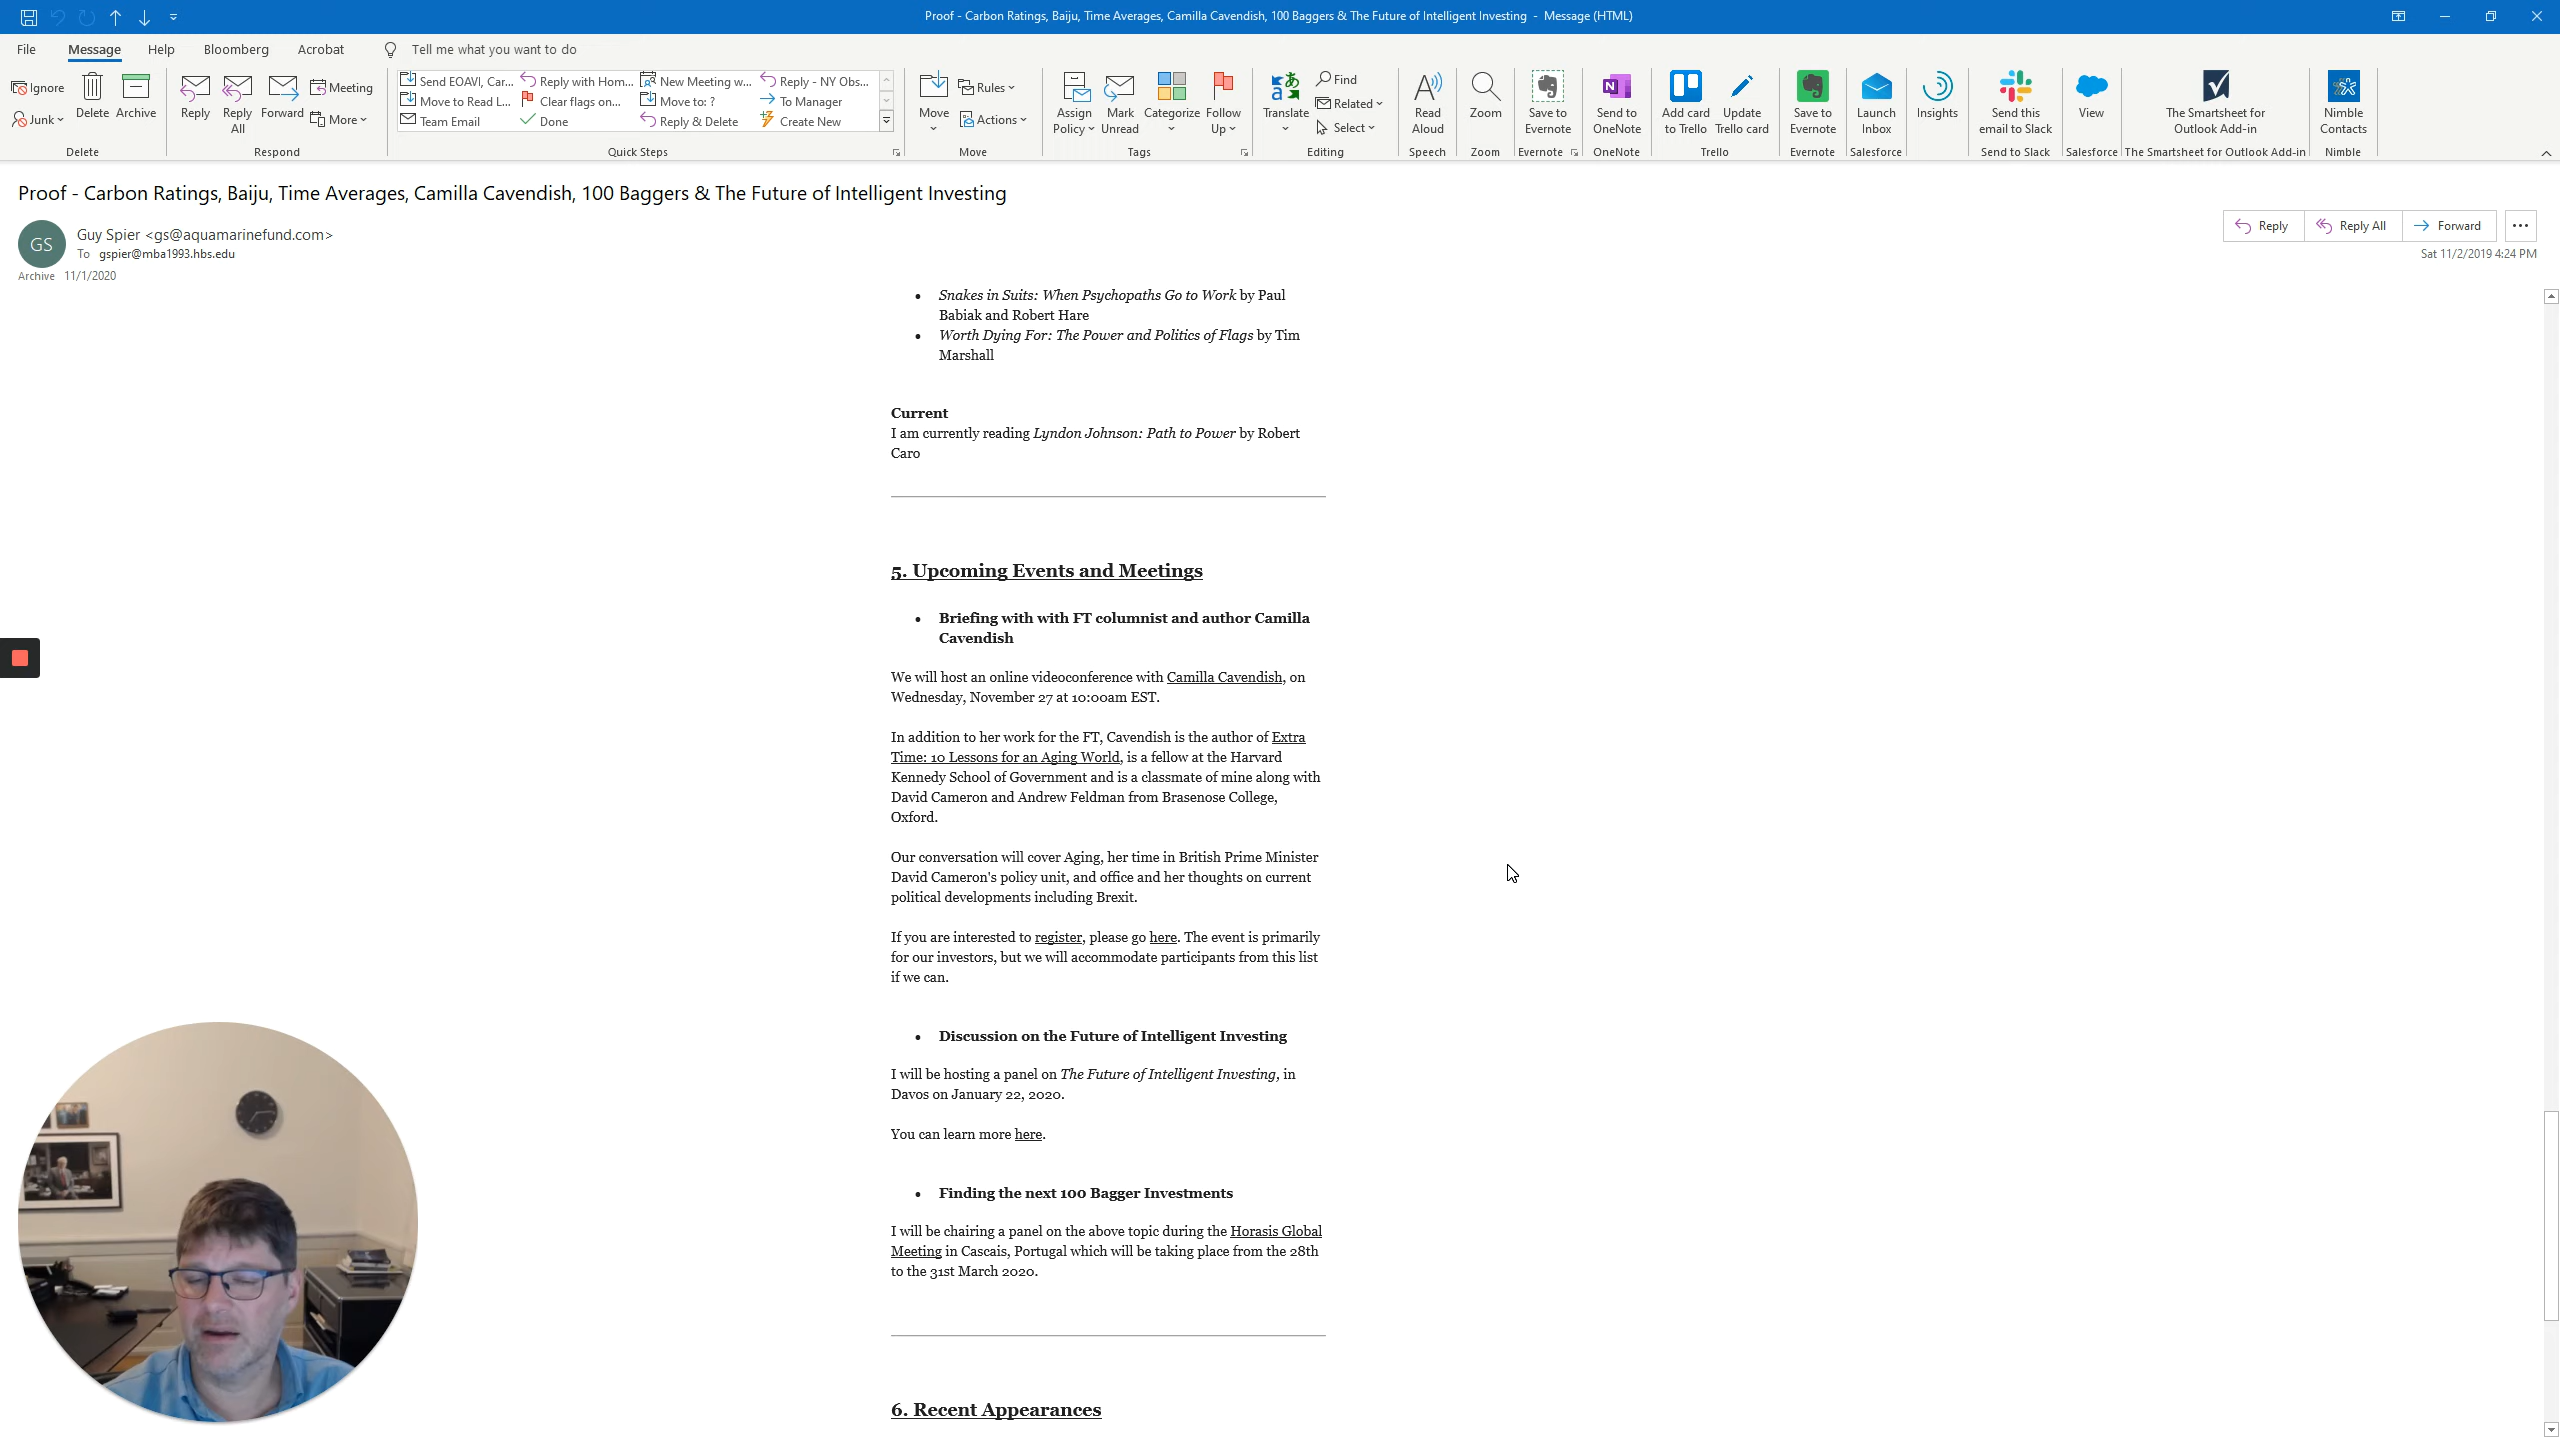 Proof - Carbon Ratings, Baiju, Time Averages, Camilla Cavendish, 100 Baggers & The Future of Intelligent Investing - Message (HTML)
File Message Help Bloomberg Acrobat Tell me what you want to do
Ignore
Junk
Delete
Archive
Delete
Reply
Reply All
Forward
Meeting
More
Respond
Send EOAVI, Car... Reply with Hom... New Meeting w... Reply - NY Obs...
Move to Read L... Clear flags on... Move to: ? To Manager
Team Email Done Reply & Delete Create New
Quick Steps
Move
Rules
Actions
Move
Assign Policy
Mark Unread
Categorize
Follow Up
Tags
Translate
Find
Related
Select
Editing
Read Aloud
Speech
Zoom
Zoom
Save to Evernote
Evernote
Send to OneNote
OneNote
Add card to Trello
Update Trello card
Trello
Save to Evernote
Evernote
Launch Inbox
Salesforce
Insights
Send this email to Slack
Send to Slack
View
Salesforce
The Smartsheet for Outlook Add-in
The Smartsheet for Outlook Add-in
Nimble Contacts
Nimble
Proof - Carbon Ratings, Baiju, Time Averages, Camilla Cavendish, 100 Baggers & The Future of Intelligent Investing
GS
Guy Spier <gs@aquamarinefund.com>
To gspier@mba1993.hbs.edu
Archive 11/1/2020
Reply Reply All Forward
Sat 11/2/2019 4:24 PM
• Snakes in Suits: When Psychopaths Go to Work by Paul
Babiak and Robert Hare
• Worth Dying For: The Power and Politics of Flags by Tim
Marshall
Current
I am currently reading Lyndon Johnson: Path to Power by Robert
Caro
5. Upcoming Events and Meetings
• Briefing with with FT columnist and author Camilla
Cavendish
We will host an online videoconference with Camilla Cavendish, on
Wednesday, November 27 at 10:00am EST.
In addition to her work for the FT, Cavendish is the author of Extra
Time: 10 Lessons for an Aging World, is a fellow at the Harvard
Kennedy School of Government and is a classmate of mine along with
David Cameron and Andrew Feldman from Brasenose College,
Oxford.
Our conversation will cover Aging, her time in British Prime Minister
David Cameron's policy unit, and office and her thoughts on current
political developments including Brexit.
If you are interested to register, please go here. The event is primarily
for our investors, but we will accommodate participants from this list
if we can.
• Discussion on the Future of Intelligent Investing
I will be hosting a panel on The Future of Intelligent Investing, in
Davos on January 22, 2020.
You can learn more here.
• Finding the next 100 Bagger Investments
I will be chairing a panel on the above topic during the Horasis Global
Meeting in Cascais, Portugal which will be taking place from the 28th
to the 31st March 2020.
6. Recent Appearances